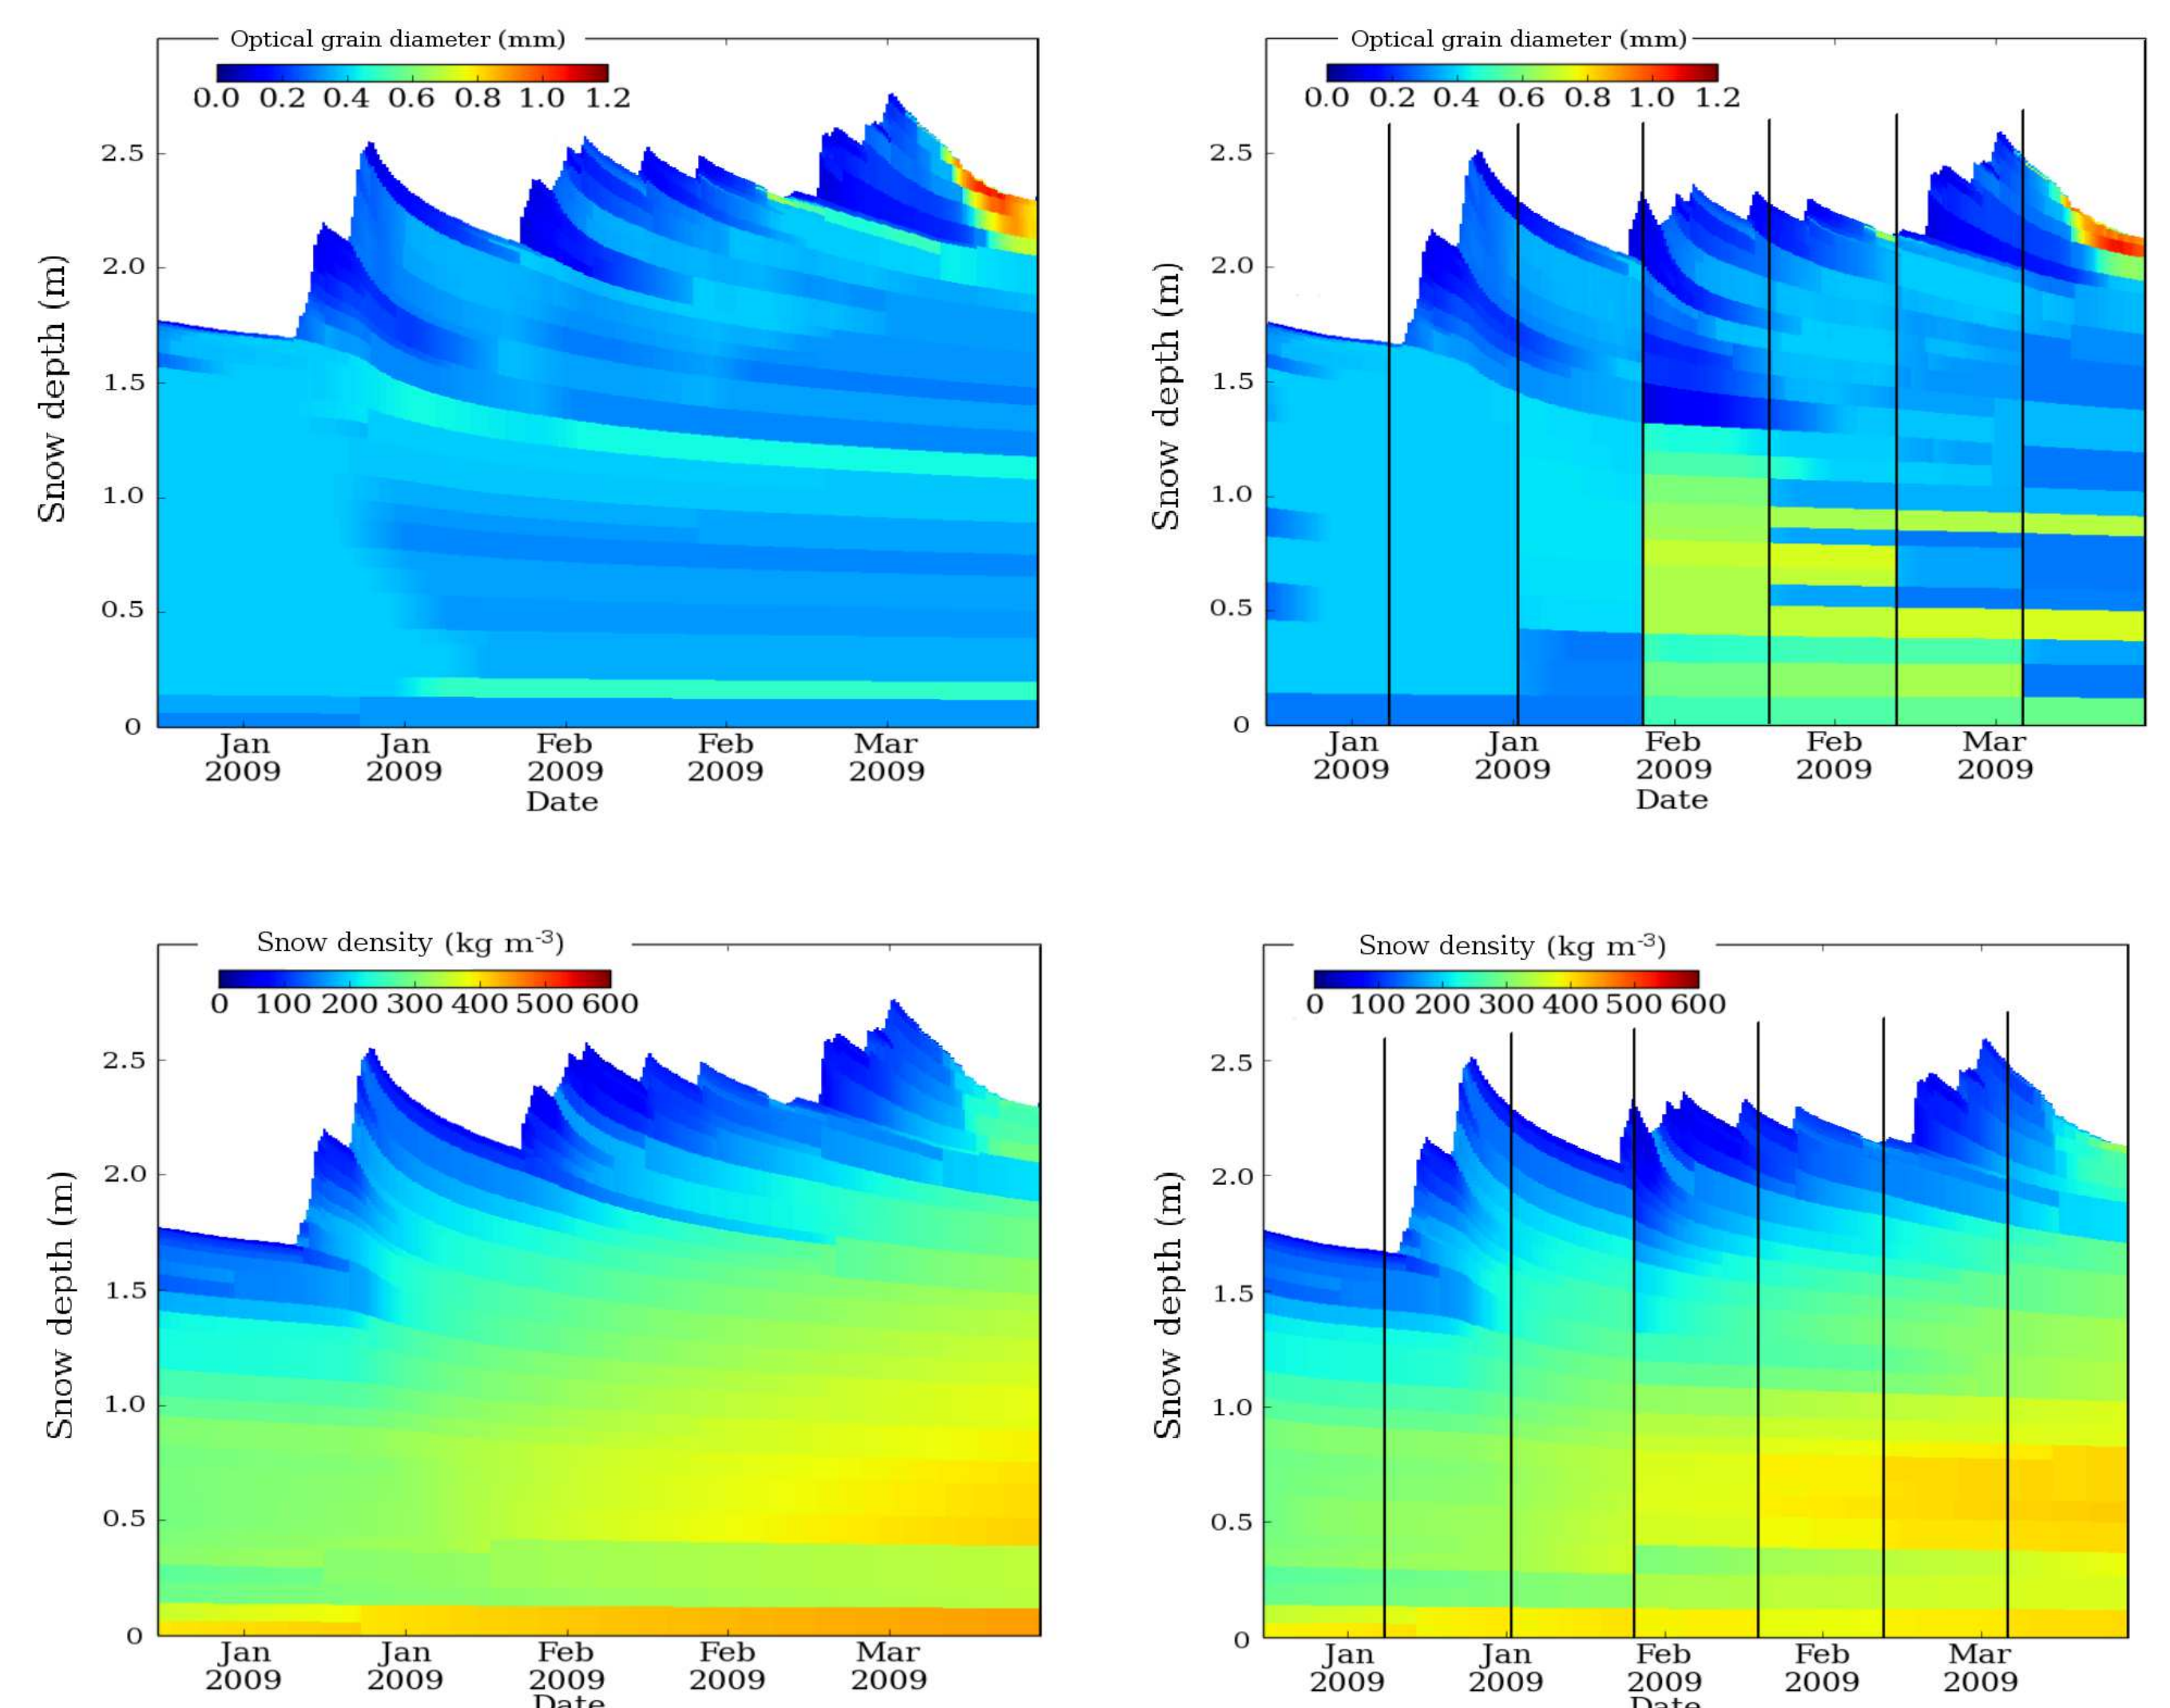 Optical grain diameter (mm)
0.0 0.2 0.4 0.6 0.8 1.0 1.2
Snow depth (m)
2.5
2.0
1.5
1.0
0.5
0
Jan Jan Feb Feb Mar
2009 2009 2009 2009 2009
Date
Optical grain diameter (mm)
0.0 0.2 0.4 0.6 0.8 1.0 1.2
Snow depth (m)
2.5
2.0
1.5
1.0
0.5
0
Jan Jan Feb Feb Mar
2009 2009 2009 2009 2009
Date
Snow density (kg m-3)
0 100 200 300 400 500 600
Snow depth (m)
2.5
2.0
1.5
1.0
0.5
0
Jan Jan Feb Feb Mar
2009 2009 2009 2009 2009
Date
Snow density (kg m-3)
0 100 200 300 400 500 600
Snow depth (m)
2.5
2.0
1.5
1.0
0.5
0
Jan Jan Feb Feb Mar
2009 2009 2009 2009 2009
Date